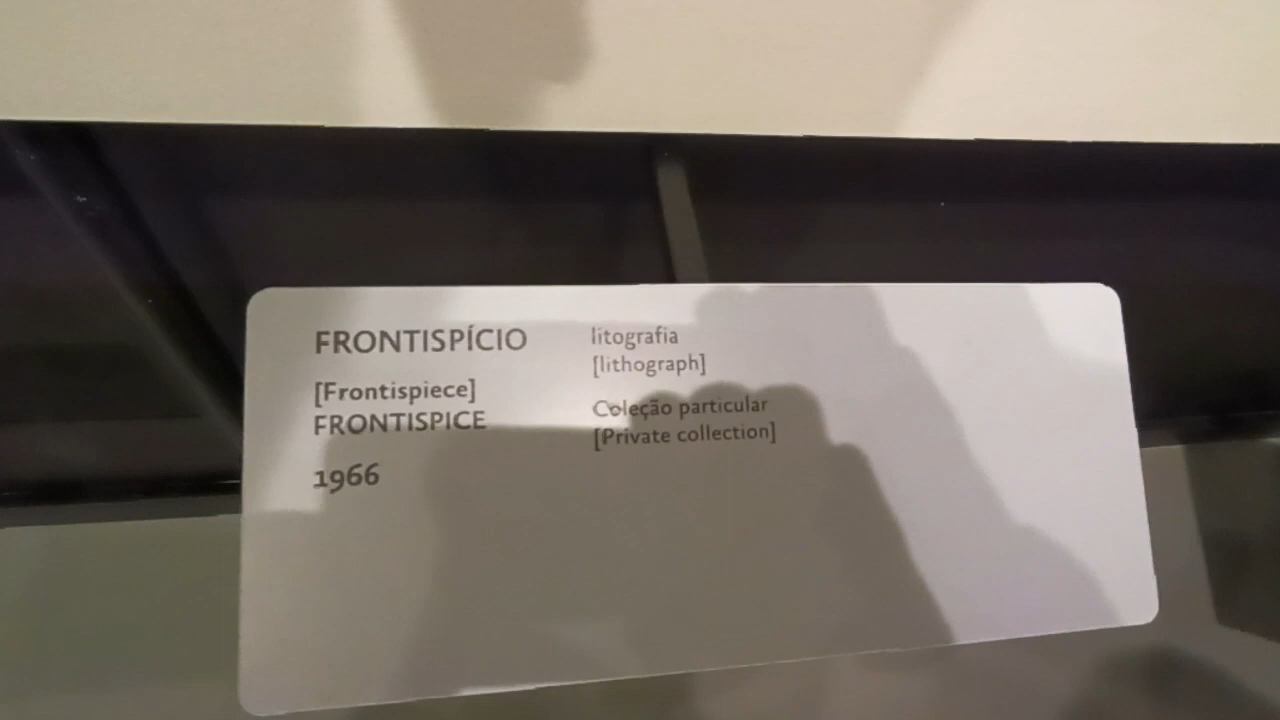 FRONTISPÍCIO
[Frontispiece]
FRONTISPICE
1966
litografia
[lithograph]
Coleção particular
[Private collection]